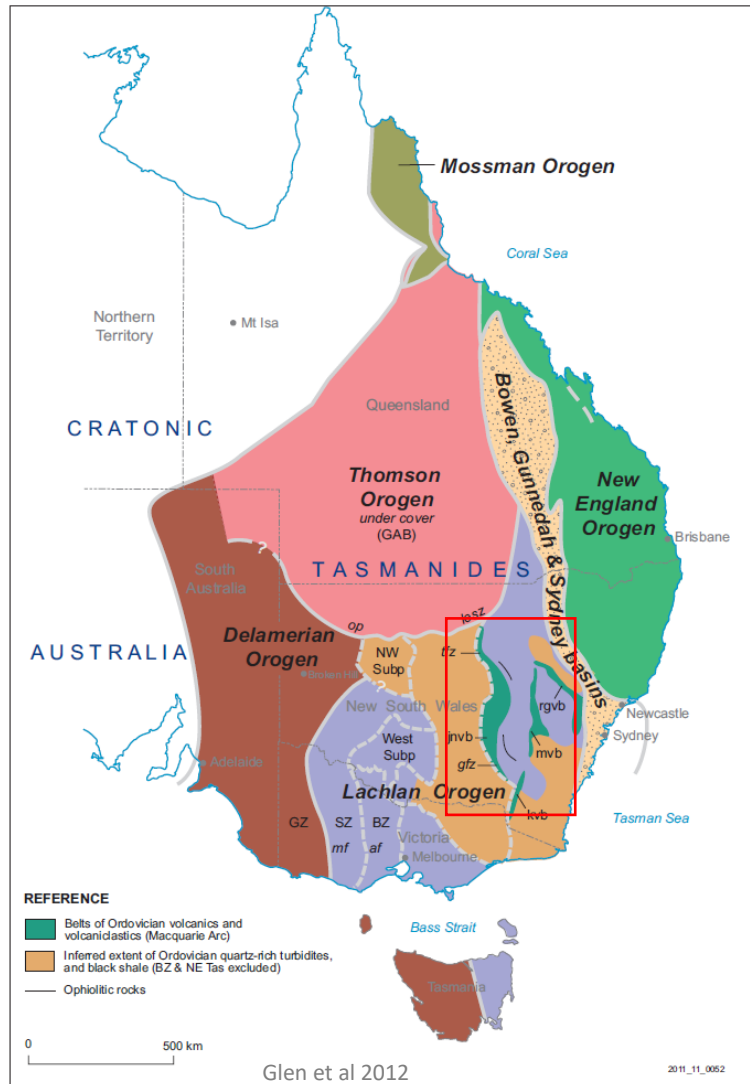 Mossman Orogen
Coral Sea
Northern
Territory
Mt Isa
Queensland
CRATONIC
Bowen, Gunnedah & Sydney basins
Thomson
Orogen
under cover
(GAB)
New
England
Orogen
Brisbane
?
TASMANIDES
South
Australia
op
lesz
Delamerian
Orogen
AUSTRALIA
NW
Subp
tfz
Broken Hill
?
New South Wales
rgvb
Newcastle
Sydney
West
Subp
jnvb
mvb
gfz
Adelaide
Lachlan Orogen
kvb
Tasman Sea
GZ
SZ
BZ
mf
af
Victoria
Melbourne
REFERENCE
Belts of Ordovician volcanics and
volcaniclastics (Macquarie Arc)
Inferred extent of Ordovician quartz-rich turbidites,
and black shale (BZ & NE Tas excluded)
Ophiolitic rocks
Bass Strait
Tasmania
0
500 km
Glen et al 2012
2011_11_0052